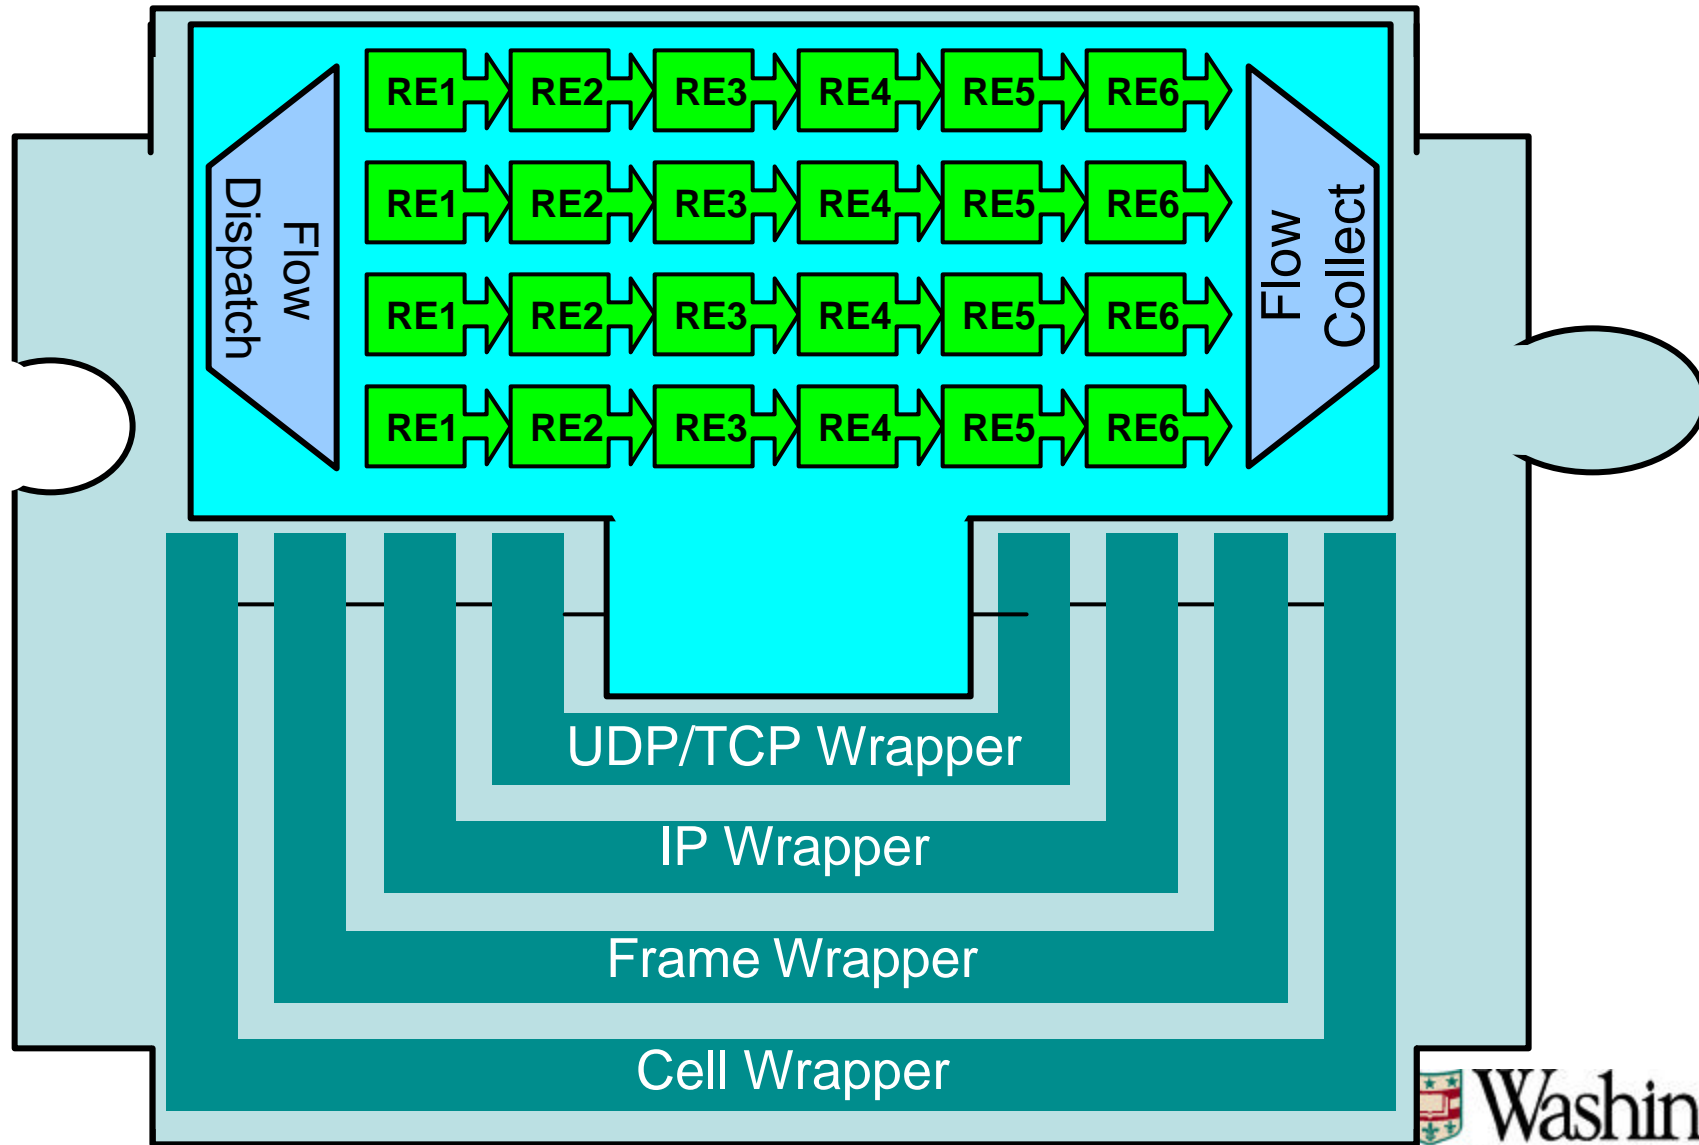 Flow
Dispatch
RE1 RE2 RE3 RE4 RE5 RE6
RE1 RE2 RE3 RE4 RE5 RE6
RE1 RE2 RE3 RE4 RE5 RE6
RE1 RE2 RE3 RE4 RE5 RE6
Flow
Collect
UDP/TCP Wrapper
IP Wrapper
Frame Wrapper
Cell Wrapper
Washin